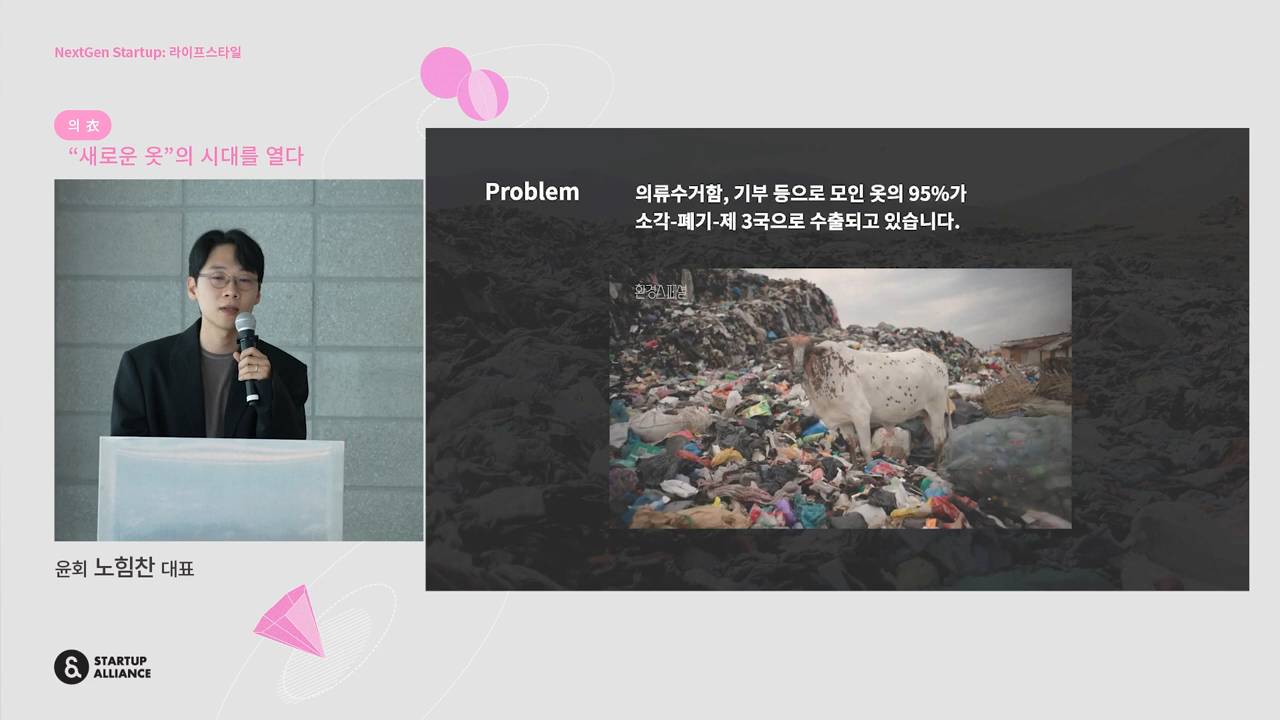 NextGen Startup: 라이프스타일
의 衣
“새로운 옷”의 시대를 열다
Problem
의류수거함, 기부 등으로 모인 옷의 95%가
소각-폐기-제 3국으로 수출되고 있습니다.
환경스페셜
윤회 노힘찬 대표
STARTUP
ALLIANCE